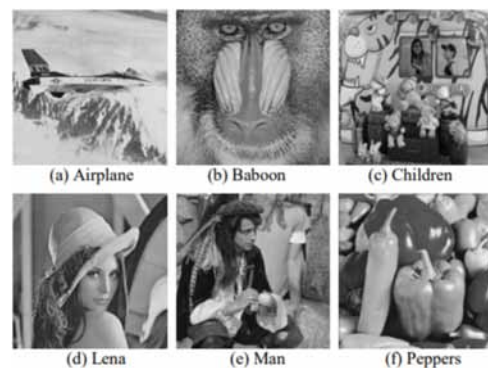 (a) Airplane
(b) Baboon
(c) Children
(d) Lena
(e) Man
(f) Peppers